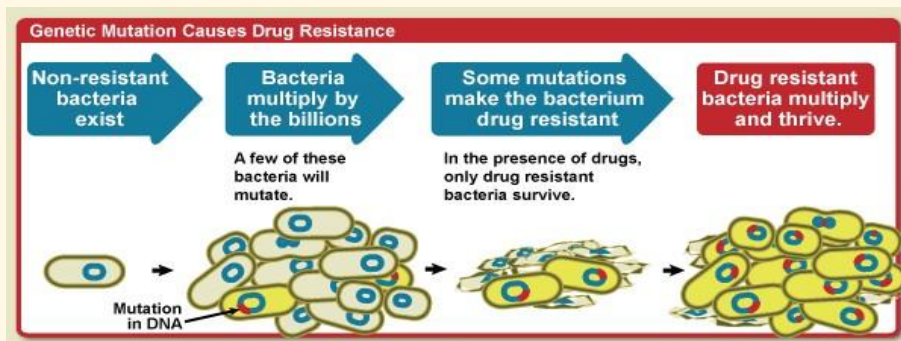 Genetic Mutation Causes Drug Resistance
Non-resistant
bacteria
exist
Bacteria
multiply by
the billions
Some mutations
make the bacterium
drug resistant
Drug resistant
bacteria multiply
and thrive.
A few of these
bacteria will
mutate.
In the presence of drugs,
only drug resistant
bacteria survive.
Mutation
in DNA